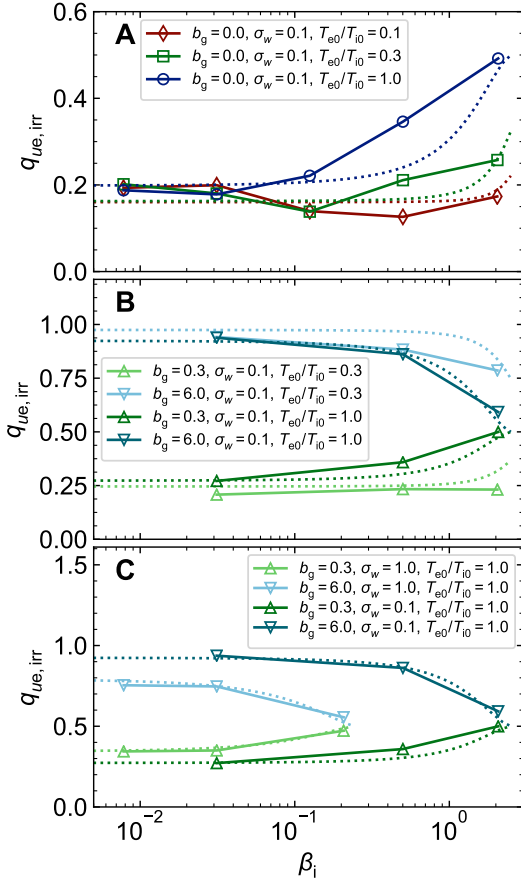 A
b_g = 0.0, σ_w = 0.1, T_e0/T_i0 = 0.1
b_g = 0.0, σ_w = 0.1, T_e0/T_i0 = 0.3
b_g = 0.0, σ_w = 0.1, T_e0/T_i0 = 1.0
0.6
0.4
0.2
0.0
q_ue,irr
B
1.00
0.75
0.50
0.25
0.00
q_ue,irr
b_g = 0.3, σ_w = 0.1, T_e0/T_i0 = 0.3
b_g = 6.0, σ_w = 0.1, T_e0/T_i0 = 0.3
b_g = 0.3, σ_w = 0.1, T_e0/T_i0 = 1.0
b_g = 6.0, σ_w = 0.1, T_e0/T_i0 = 1.0
C
b_g = 0.3, σ_w = 1.0, T_e0/T_i0 = 1.0
b_g = 6.0, σ_w = 1.0, T_e0/T_i0 = 1.0
b_g = 0.3, σ_w = 0.1, T_e0/T_i0 = 1.0
b_g = 6.0, σ_w = 0.1, T_e0/T_i0 = 1.0
1.5
1.0
0.5
0.0
q_ue,irr
10^−2 10^−1 10^0
β_i